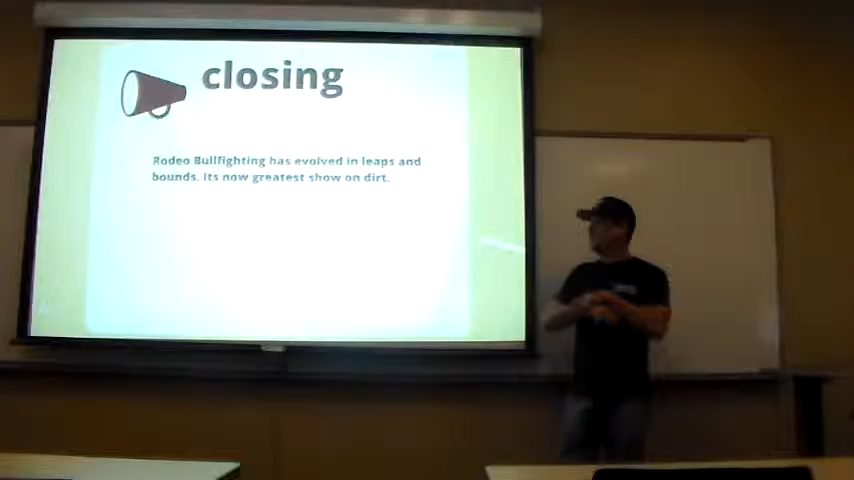 closing
Rodeo Bullfighting has evolved in leaps and
bounds. Its now greatest show on dirt.